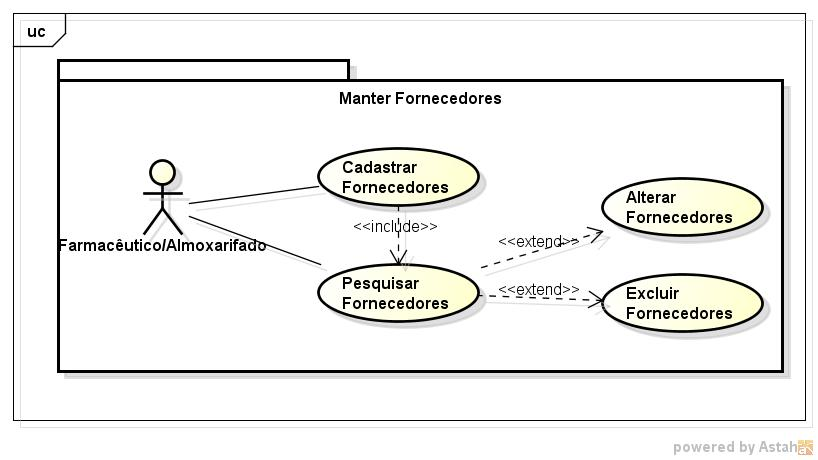 uc
Manter Fornecedores
Cadastrar
Fornecedores
<<include>>
Farmacêutico/Almoxarifado
Pesquisar
Fornecedores
<<extend>>
Alterar
Fornecedores
<<extend>>
Excluir
Fornecedores
powered by Astah